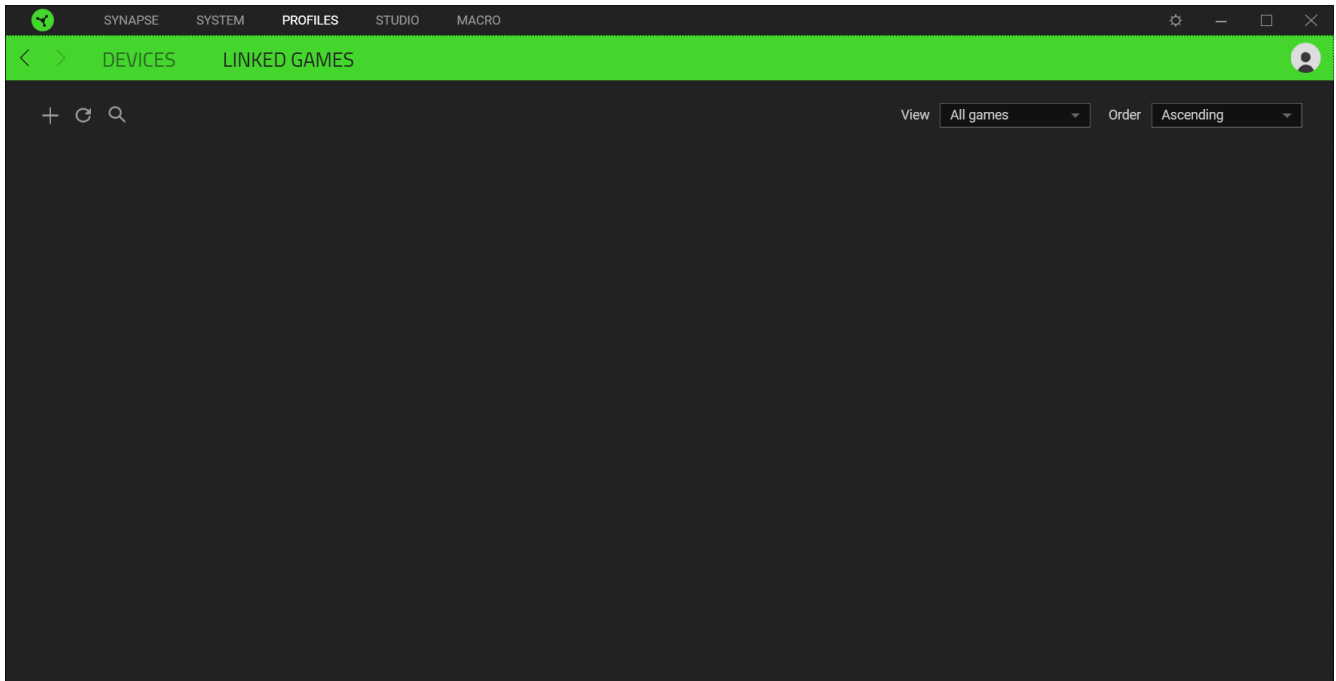 SYNAPSE SYSTEM PROFILES STUDIO MACRO
DEVICES LINKED GAMES
View All games Order Ascending